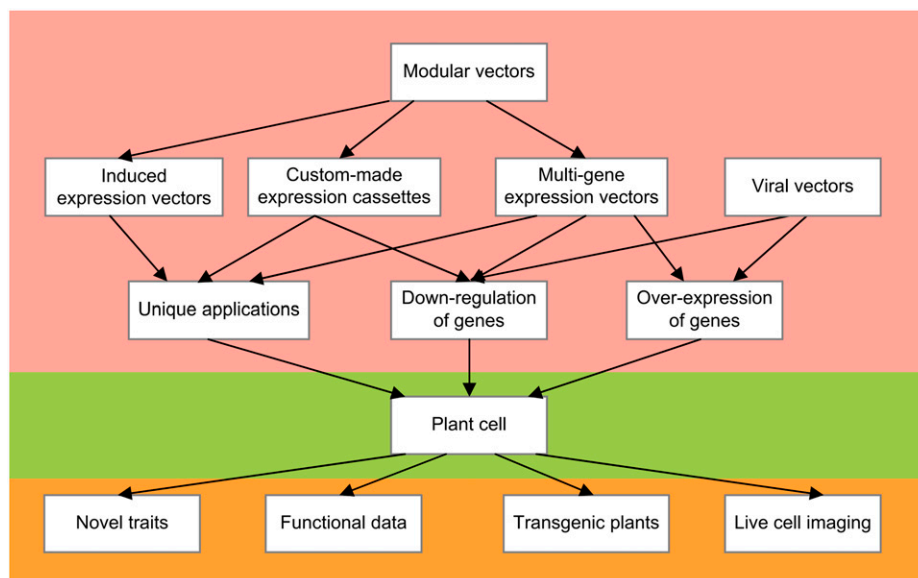 Modular vectors
Induced
expression vectors
Custom-made
expression cassettes
Multi-gene
expression vectors
Viral vectors
Unique applications
Down-regulation
of genes
Over-expression
of genes
Plant cell
Novel traits
Functional data
Transgenic plants
Live cell imaging